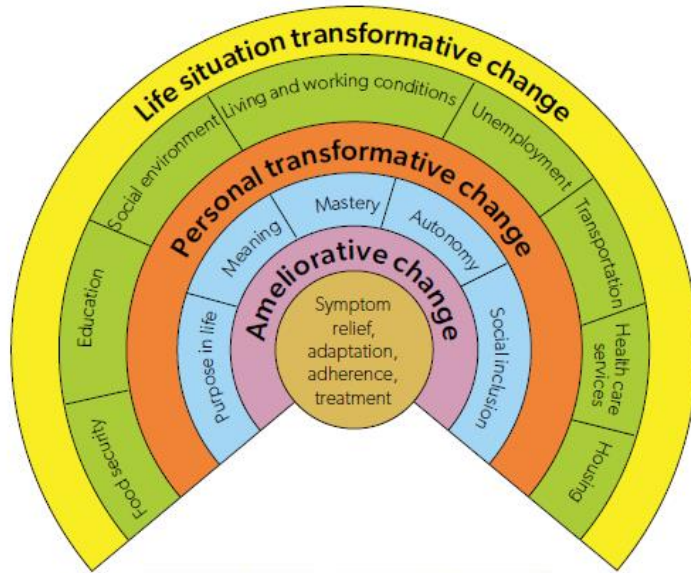 Life situation transformative change
Food security
Education
Social environment
Living and working conditions
Unemployment
Transportation
Health care
services
Housing
Personal transformative change
Purpose in life
Meaning
Mastery
Autonomy
Social inclusion
Ameliorative change
Symptom
relief,
adaptation,
adherence,
treatment